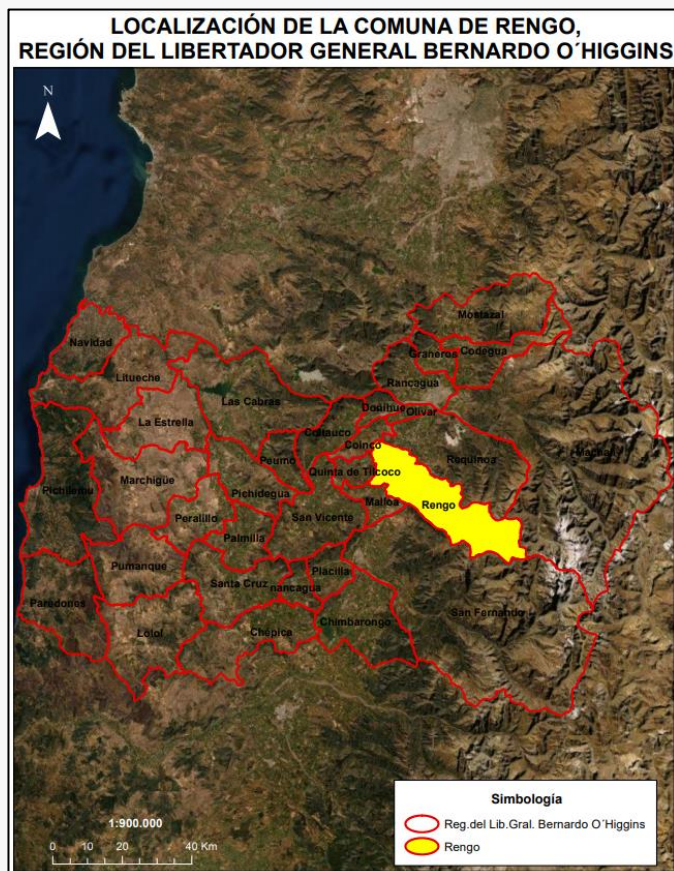 LOCALIZACIÓN DE LA COMUNA DE RENGO,
REGIÓN DEL LIBERTADOR GENERAL BERNARDO O´HIGGINS
N
Mostazal
Navidad
Graneros
Codegua
Litueche
Rancagua
Las Cabras
Doñihue
Olivar
La Estrella
Coltauco
Coinco
Machalí
Peumo
Requinoa
Marchigüe
Quinta de Tilcoco
Pichilemu
Pichidegua
Malloa
Rengo
Peralillo
San Vicente
Palmilla
Pumanque
Placilla
Santa Cruz
nancagua
Paredones
San Fernando
Lolol
Chépica
Chimbarongo
Simbología
Reg.del Lib.Gral. Bernardo O´Higgins
Rengo
1:900.000
0 10 20 40 Km